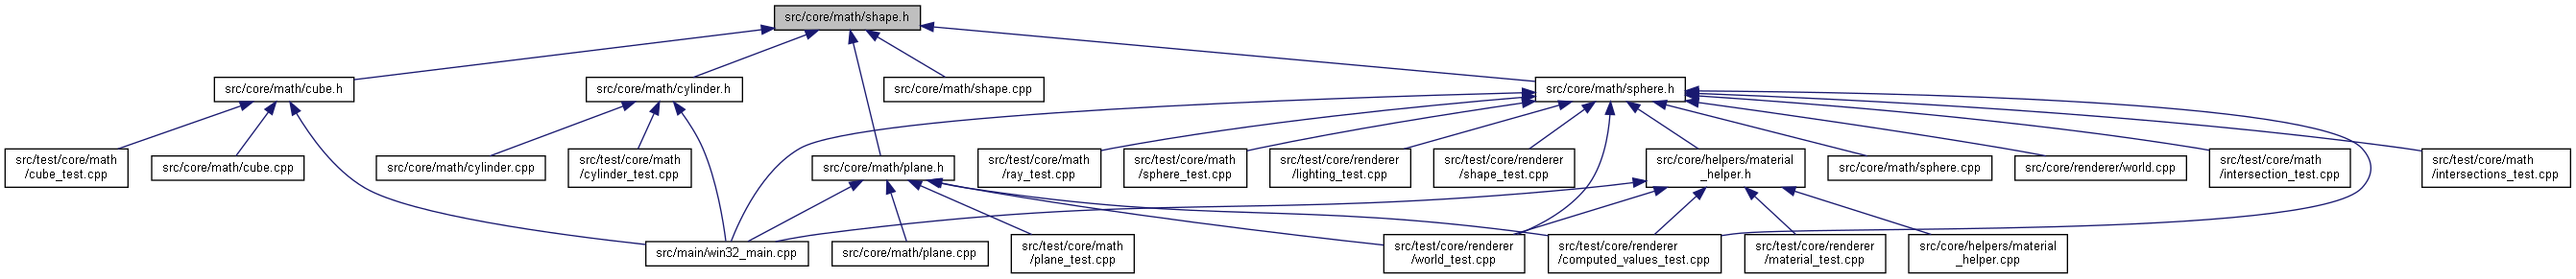 src/core/math/shape.h
src/core/math/cube.h
src/core/math/cylinder.h
src/core/math/shape.cpp
src/core/math/sphere.h
src/test/core/math
/cube_test.cpp
src/core/math/cube.cpp
src/core/math/cylinder.cpp
src/test/core/math
/cylinder_test.cpp
src/core/math/plane.h
src/test/core/math
/ray_test.cpp
src/test/core/math
/sphere_test.cpp
src/test/core/renderer
/lighting_test.cpp
src/test/core/renderer
/shape_test.cpp
src/core/helpers/material
_helper.h
src/core/math/sphere.cpp
src/core/renderer/world.cpp
src/test/core/math
/intersection_test.cpp
src/test/core/math
/intersections_test.cpp
src/main/win32_main.cpp
src/core/math/plane.cpp
src/test/core/math
/plane_test.cpp
src/test/core/renderer
/world_test.cpp
src/test/core/renderer
/computed_values_test.cpp
src/test/core/renderer
/material_test.cpp
src/core/helpers/material
_helper.cpp